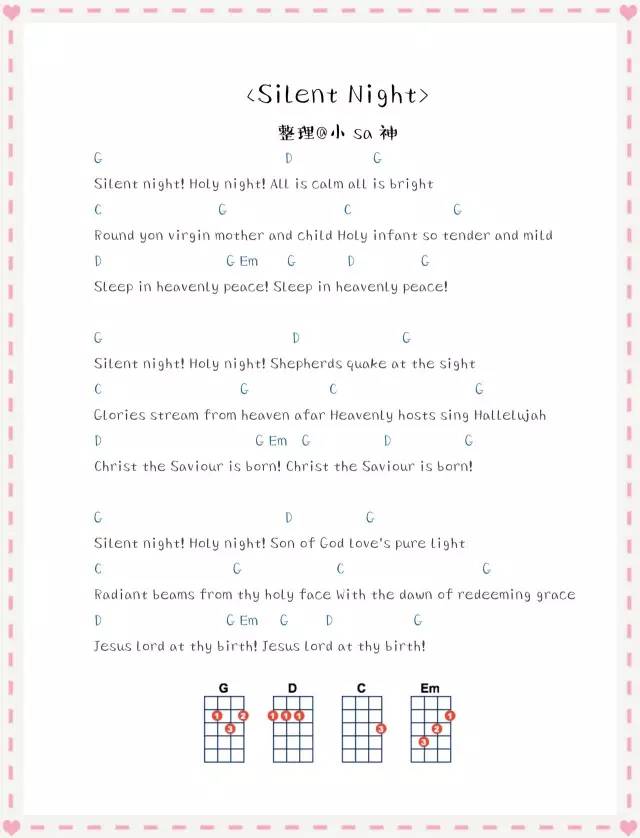 <Silent Night>
整理@小 sa 神
G D G
Silent night! Holy night! All is calm all is bright
C G C G
Round yon virgin mother and child Holy infant so tender and mild
D G Em G D G
Sleep in heavenly peace! Sleep in heavenly peace!
G D G
Silent night! Holy night! Shepherds quake at the sight
C G C G
Glories stream from heaven afar Heavenly hosts sing Hallelujah
D G Em G D G
Christ the Saviour is born! Christ the Saviour is born!
G D G
Silent night! Holy night! Son of God love's pure light
C G C G
Radiant beams from thy holy face With the dawn of redeeming grace
D G Em G D G
Jesus Lord at thy birth! Jesus Lord at thy birth!
G D C Em
1 2 3 1 1 1 3 1 2 3